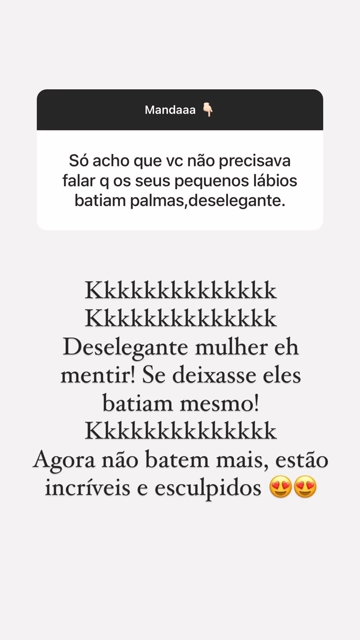 Mandaaa 👇🏻
Só acho que vc não precisava
falar q os seus pequenos lábios
batiam palmas,deselegante.
Kkkkkkkkkkkkkk
Kkkkkkkkkkkkkk
Deselegante mulher eh
mentir! Se deixasse eles
batiam mesmo!
Kkkkkkkkkkkkkk
Agora não batem mais, estão
incríveis e esculpidos 😍😍